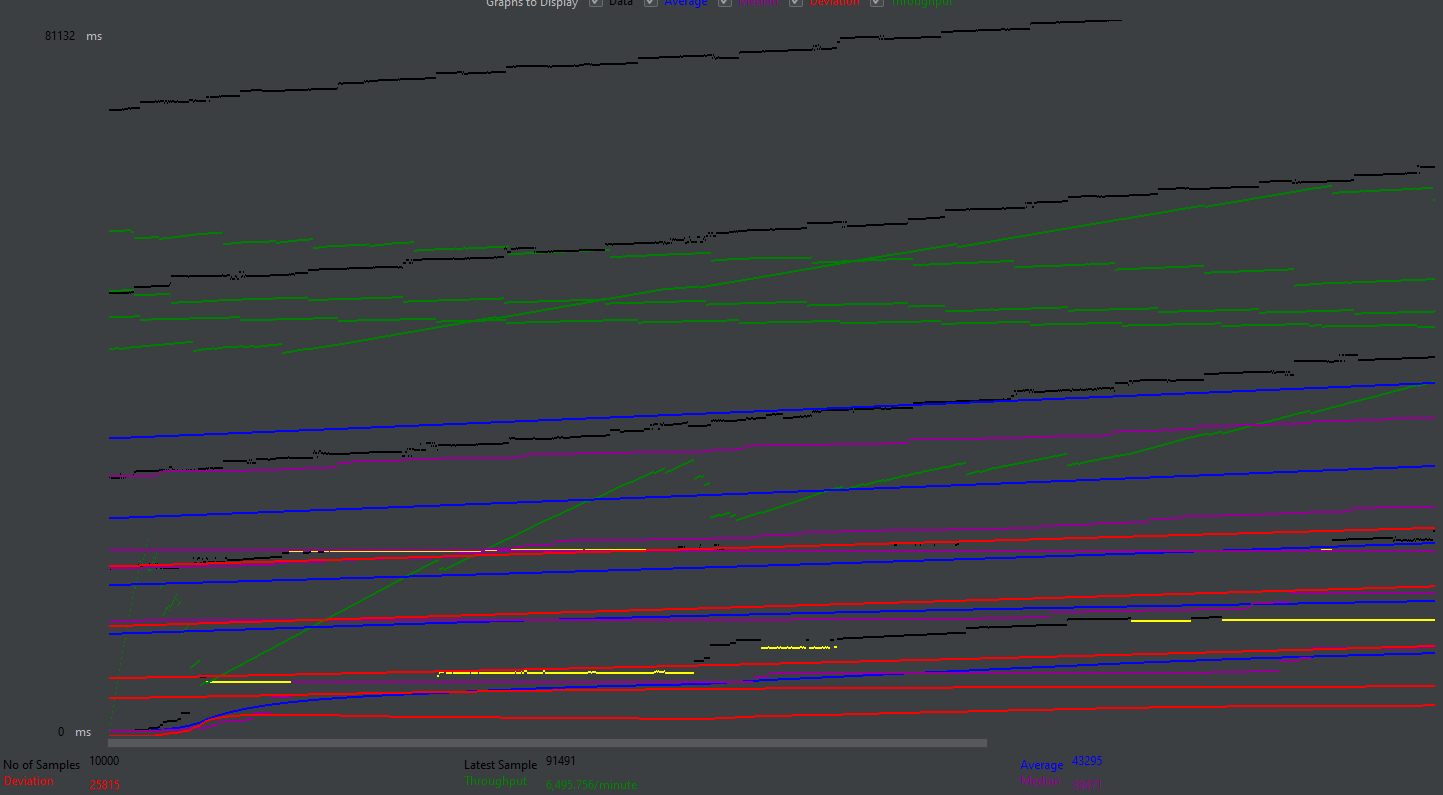 Graphs to Display Data Average Median Deviation Throughput
81132 ms
0 ms
No of Samples 10000 Latest Sample 91491 Average 43295
Deviation 25815 Throughput 6,495.756/minute Median